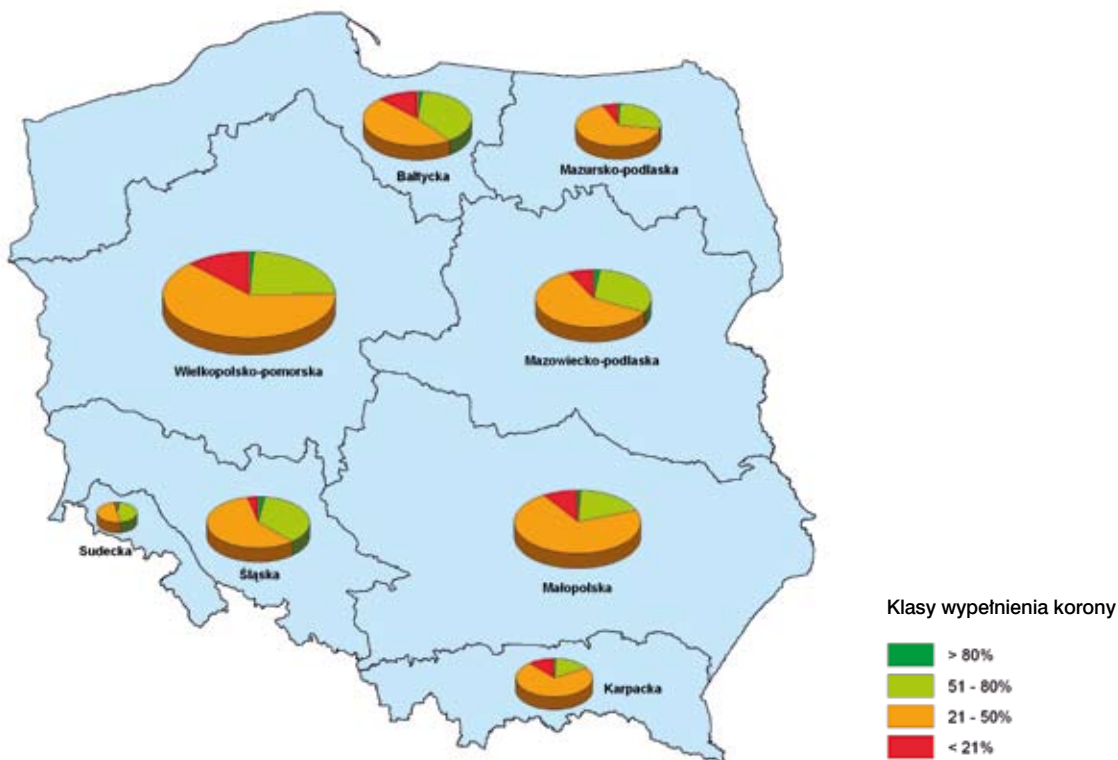 Bałtycka
Mazursko-podlaska
Wielkopolsko-pomorska
Mazowiecko-podlaska
Sudecka
Śląska
Małopolska
Karpacka
Klasy wypełnienia korony
> 80%
51 - 80%
21 - 50%
< 21%